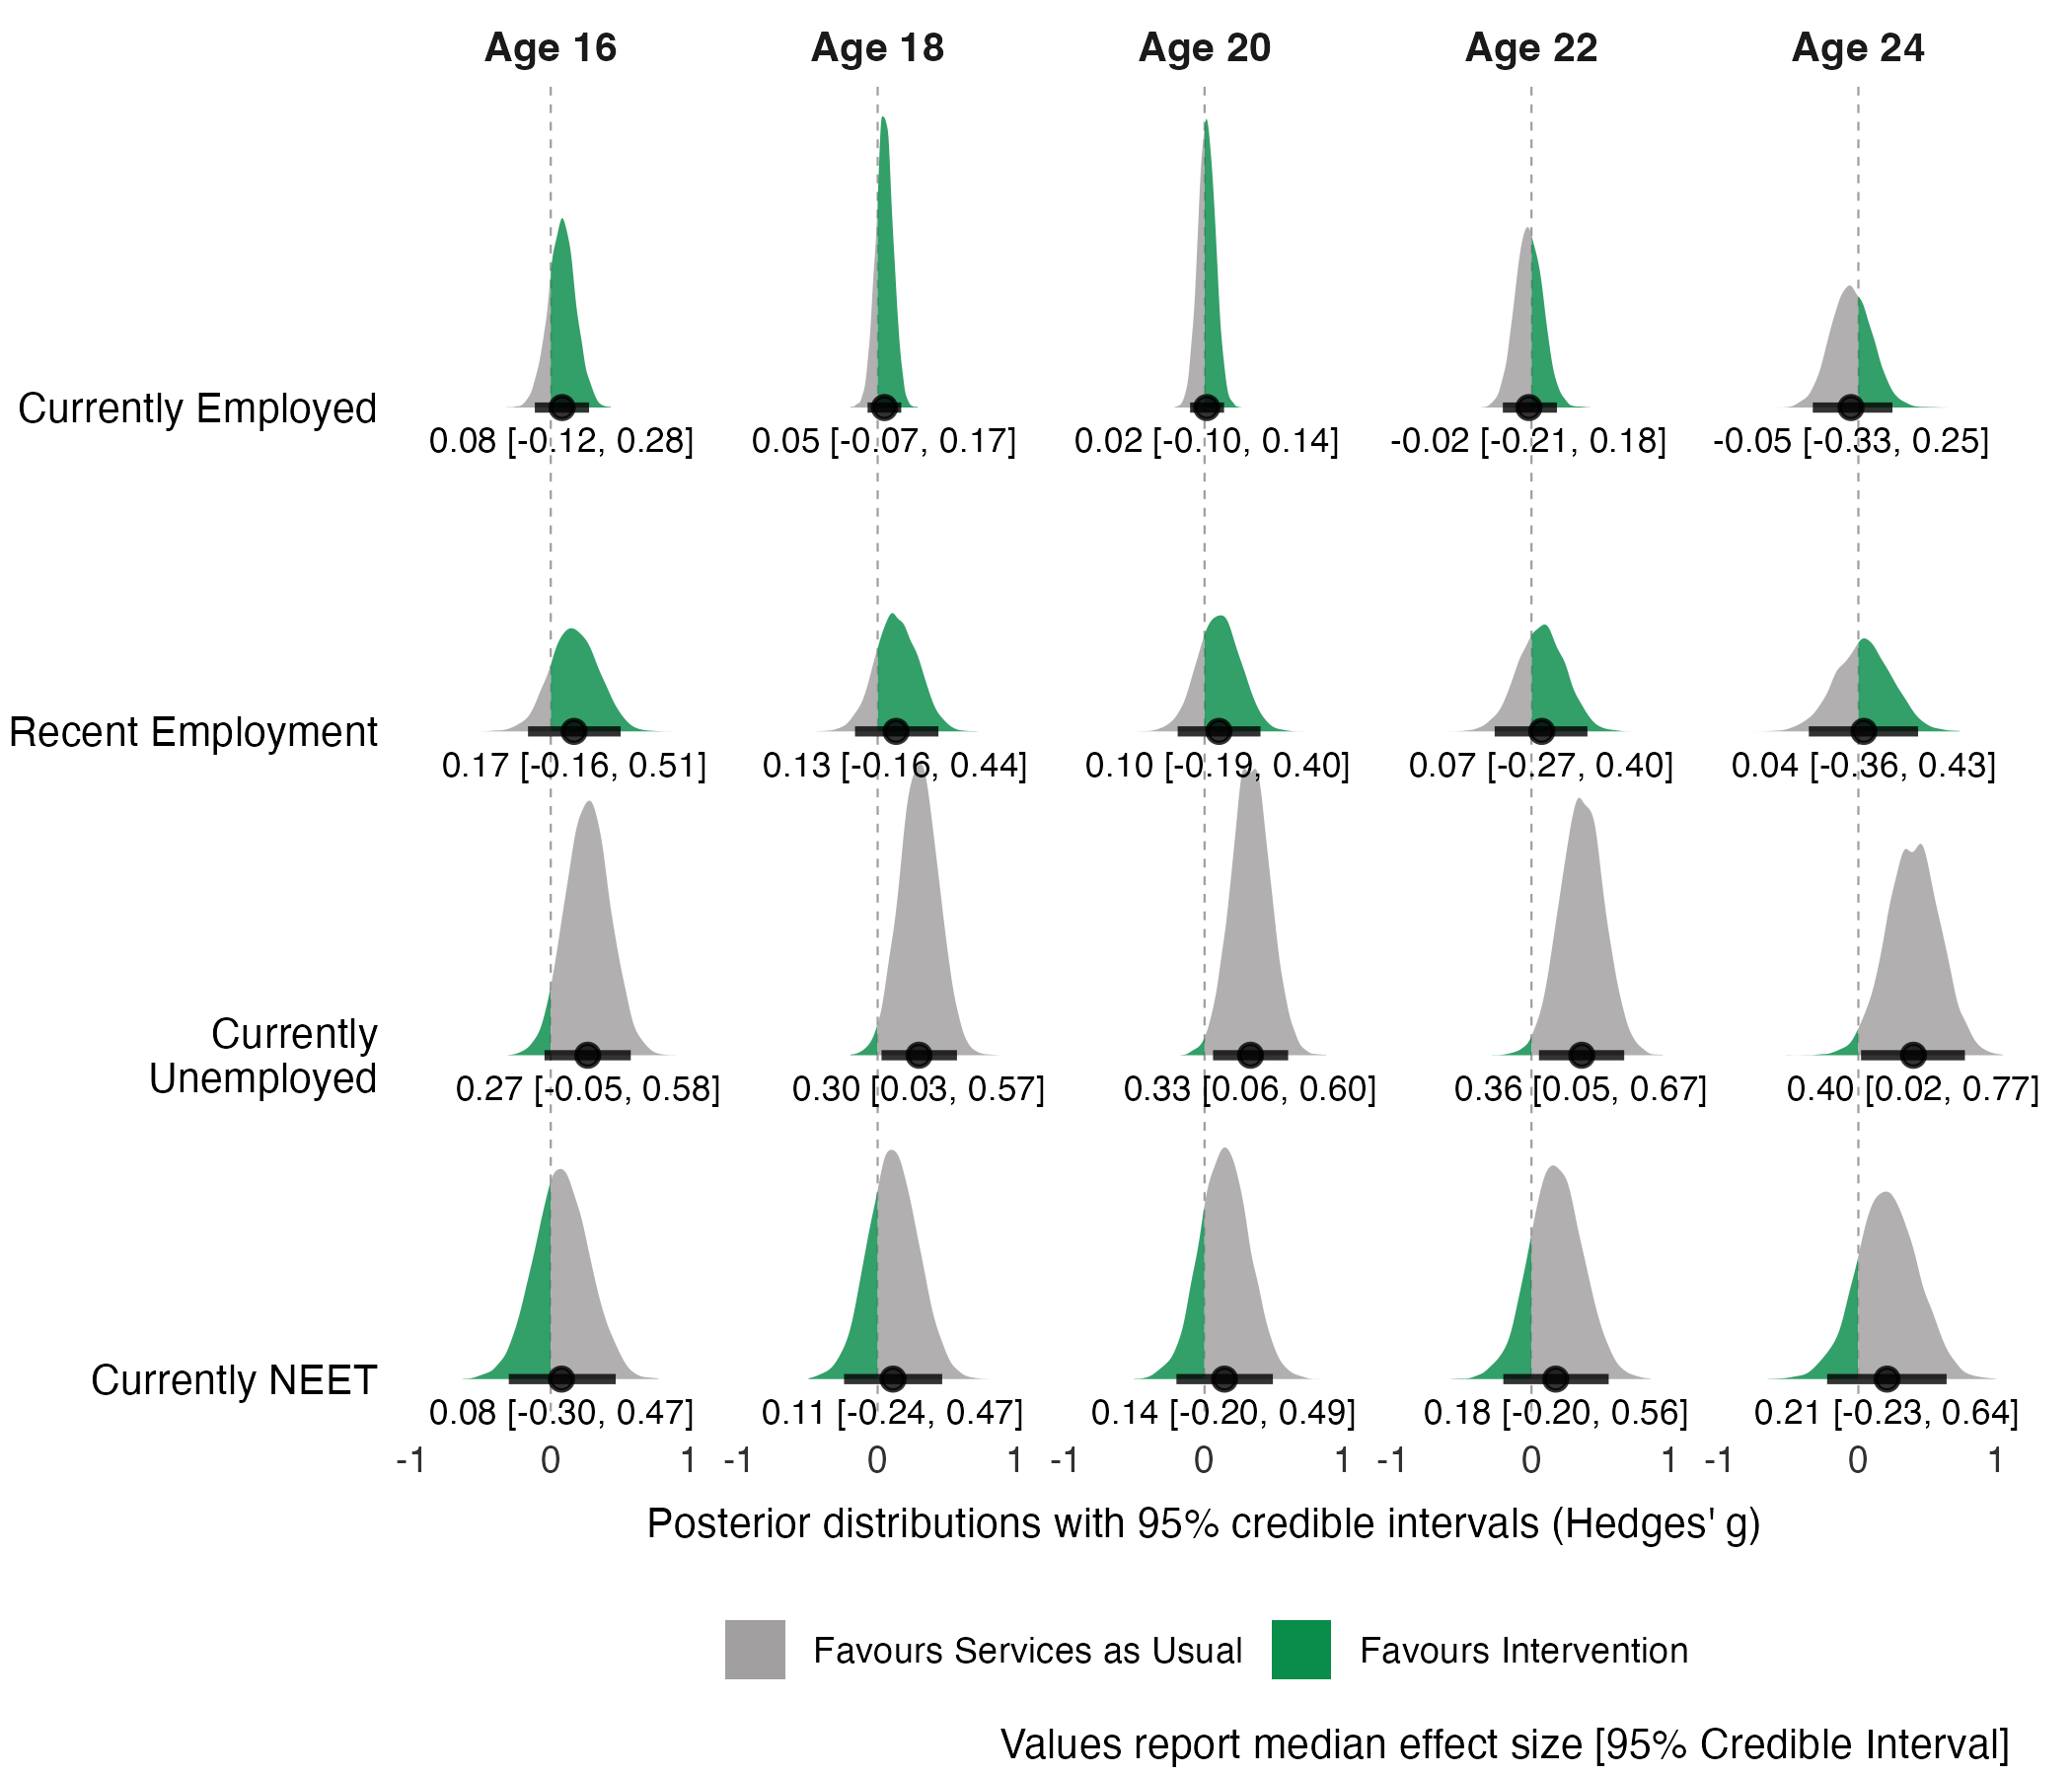 Age 16 Age 18 Age 20 Age 22 Age 24
Currently Employed
0.08 [-0.12, 0.28] 0.05 [-0.07, 0.17] 0.02 [-0.10, 0.14] -0.02 [-0.21, 0.18] -0.05 [-0.33, 0.25]
Recent Employment
0.17 [-0.16, 0.51] 0.13 [-0.16, 0.44] 0.10 [-0.19, 0.40] 0.07 [-0.27, 0.40] 0.04 [-0.36, 0.43]
Currently
Unemployed
0.27 [-0.05, 0.58] 0.30 [0.03, 0.57] 0.33 [0.06, 0.60] 0.36 [0.05, 0.67] 0.40 [0.02, 0.77]
Currently NEET
0.08 [-0.30, 0.47] 0.11 [-0.24, 0.47] 0.14 [-0.20, 0.49] 0.18 [-0.20, 0.56] 0.21 [-0.23, 0.64]
-1 0 1 -1 0 1 -1 0 1 -1 0 1 -1 0 1
Posterior distributions with 95% credible intervals (Hedges' g)
Favours Services as Usual Favours Intervention
Values report median effect size [95% Credible Interval]